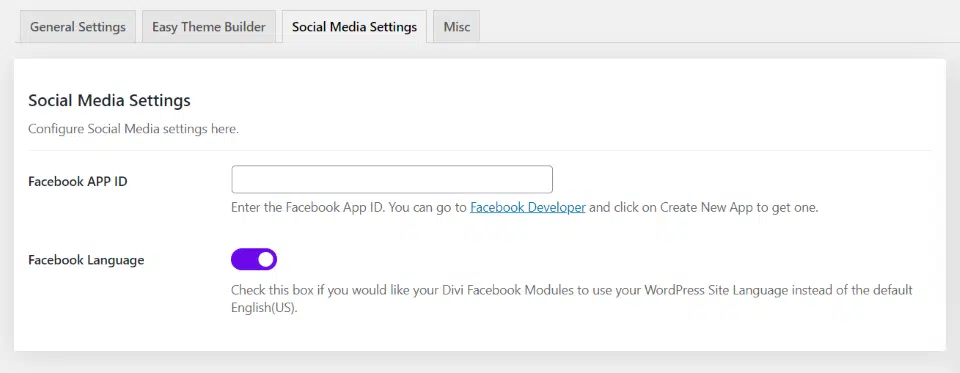 General Settings
Easy Theme Builder
Social Media Settings
Misc
Social Media Settings
Configure Social Media settings here.
Facebook APP ID
Enter the Facebook App ID. You can go to Facebook Developer and click on Create New App to get one.
Facebook Language
Check this box if you would like your Divi Facebook Modules to use your WordPress Site Language instead of the default
English(US).